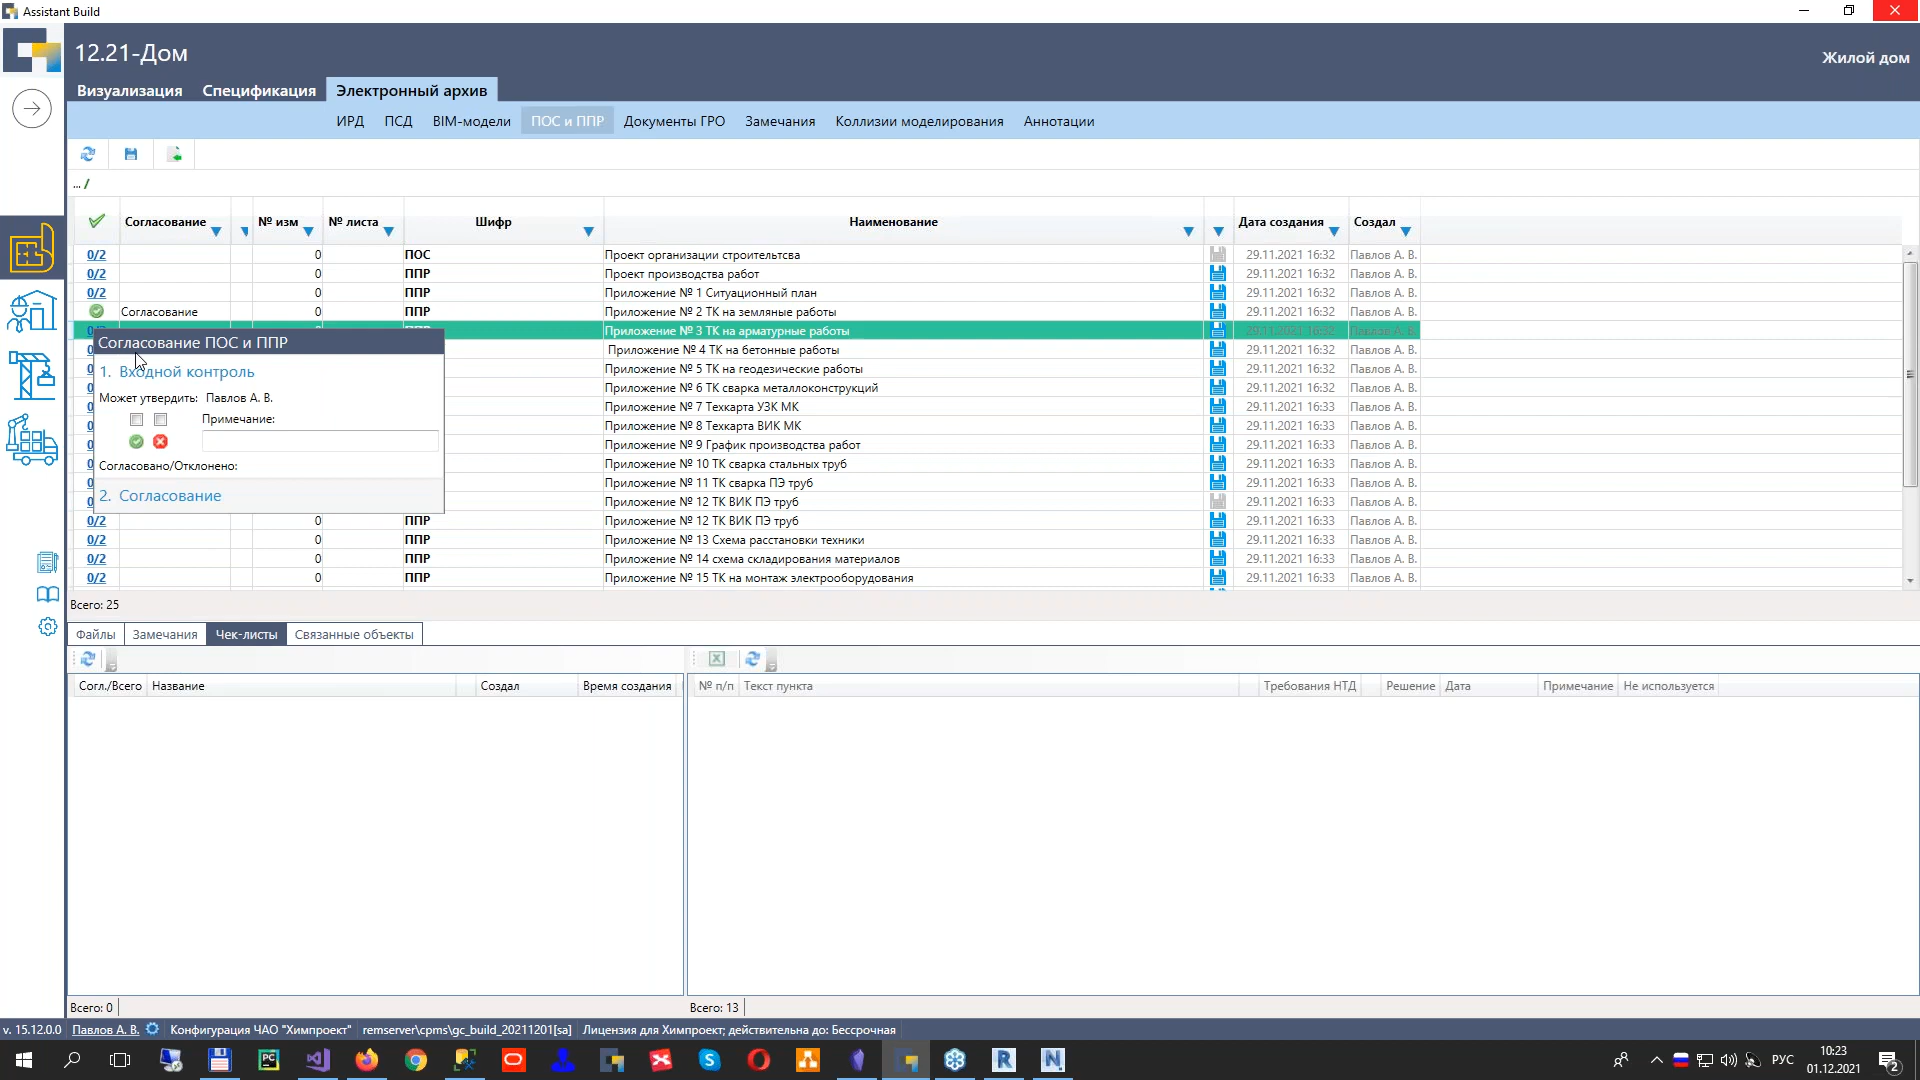 Assistant Build
12.21-Дом
Жилой дом
Визуализация Спецификация Электронный архив
ИРД ПСД BIM-модели ПОС и ППР Документы ГРО Замечания Коллизии моделирования Аннотации
... /
Согласование № изм № листа Шифр Наименование Дата создания Создал
0/2 0 ПОС Проект организации строительтсва 29.11.2021 16:32 Павлов А. В.
0/2 0 ППР Проект производства работ 29.11.2021 16:32 Павлов А. В.
0/2 0 ППР Приложение № 1 Ситуационный план 29.11.2021 16:32 Павлов А. В.
Согласование 0 ППР Приложение № 2 ТК на земляные работы 29.11.2021 16:32 Павлов А. В.
Приложение № 3 ТК на арматурные работы 29.11.2021 16:32 Павлов А. В.
Приложение № 4 ТК на бетонные работы 29.11.2021 16:32 Павлов А. В.
Приложение № 5 ТК на геодезические работы 29.11.2021 16:32 Павлов А. В.
Приложение № 6 ТК сварка металлоконструкций 29.11.2021 16:32 Павлов А. В.
Приложение № 7 Техкарта УЗК МК 29.11.2021 16:33 Павлов А. В.
Приложение № 8 Техкарта ВИК МК 29.11.2021 16:33 Павлов А. В.
Приложение № 9 График производства работ 29.11.2021 16:33 Павлов А. В.
Приложение № 10 ТК сварка стальных труб 29.11.2021 16:33 Павлов А. В.
Приложение № 11 ТК сварка ПЭ труб 29.11.2021 16:33 Павлов А. В.
Приложение № 12 ТК ВИК ПЭ труб 29.11.2021 16:33 Павлов А. В.
0/2 0 ППР Приложение № 12 ТК ВИК ПЭ труб 29.11.2021 16:33 Павлов А. В.
0/2 0 ППР Приложение № 13 Схема расстановки техники 29.11.2021 16:33 Павлов А. В.
0/2 0 ППР Приложение № 14 схема складирования материалов 29.11.2021 16:33 Павлов А. В.
0/2 0 ППР Приложение № 15 ТК на монтаж электрооборудования 29.11.2021 16:33 Павлов А. В.
Согласование ПОС и ППР
1. Входной контроль
Может утвердить: Павлов А. В.
Примечание:
Согласовано/Отклонено:
2. Согласование
Всего: 25
Файлы Замечания Чек-листы Связанные объекты
Согл./Всего Название Создал Время создания
№ п/п Текст пункта Требования НТД Решение Дата Примечание Не используется
Всего: 0
Всего: 13
v. 15.12.0.0 Павлов А. В. Конфигурация ЧАО "Химпроект" remserver\cpms\gc_build_20211201[sa] Лицензия для Химпроект; действительна до: Бессрочная
РУС
10:23
01.12.2021
2